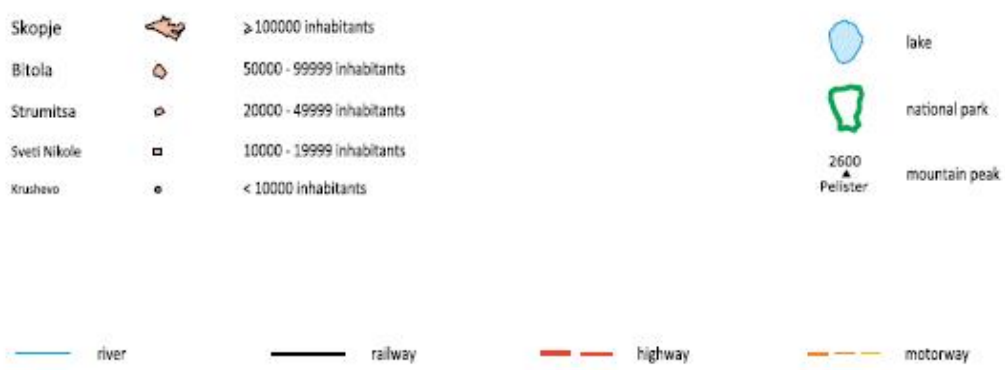 Skopje ⩾100000 inhabitants
Bitola 50000 - 99999 inhabitants
Strumitsa 20000 - 49999 inhabitants
Sveti Nikole 10000 - 19999 inhabitants
Krushevo < 10000 inhabitants
lake
national park
2600
Pelister
mountain peak
river railway highway motorway